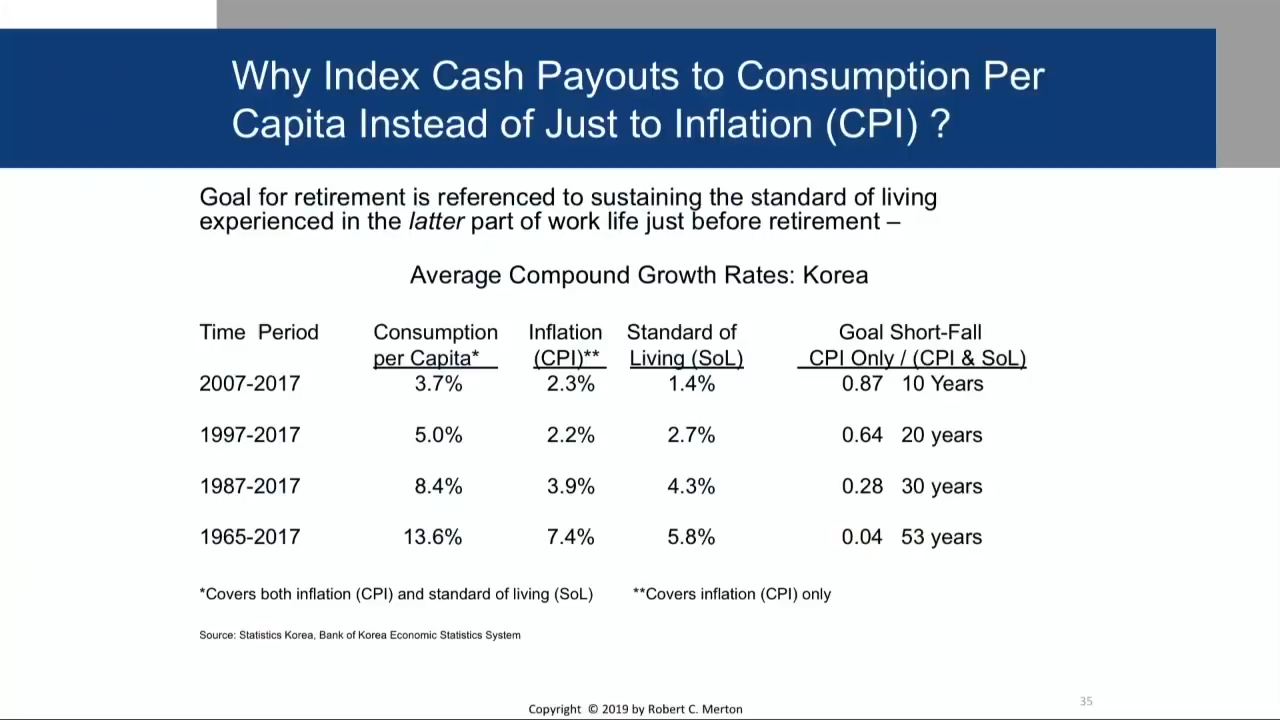 Why Index Cash Payouts to Consumption Per
Capita Instead of Just to Inflation (CPI) ?
Goal for retirement is referenced to sustaining the standard of living
experienced in the latter part of work life just before retirement –
Average Compound Growth Rates: Korea
Time Period Consumption Inflation Standard of Goal Short-Fall
per Capita* (CPI)** Living (SoL) CPI Only / (CPI & SoL)
2007-2017 3.7% 2.3% 1.4% 0.87 10 Years
1997-2017 5.0% 2.2% 2.7% 0.64 20 years
1987-2017 8.4% 3.9% 4.3% 0.28 30 years
1965-2017 13.6% 7.4% 5.8% 0.04 53 years
*Covers both inflation (CPI) and standard of living (SoL) **Covers inflation (CPI) only
Source: Statistics Korea, Bank of Korea Economic Statistics System
35
Copyright © 2019 by Robert C. Merton